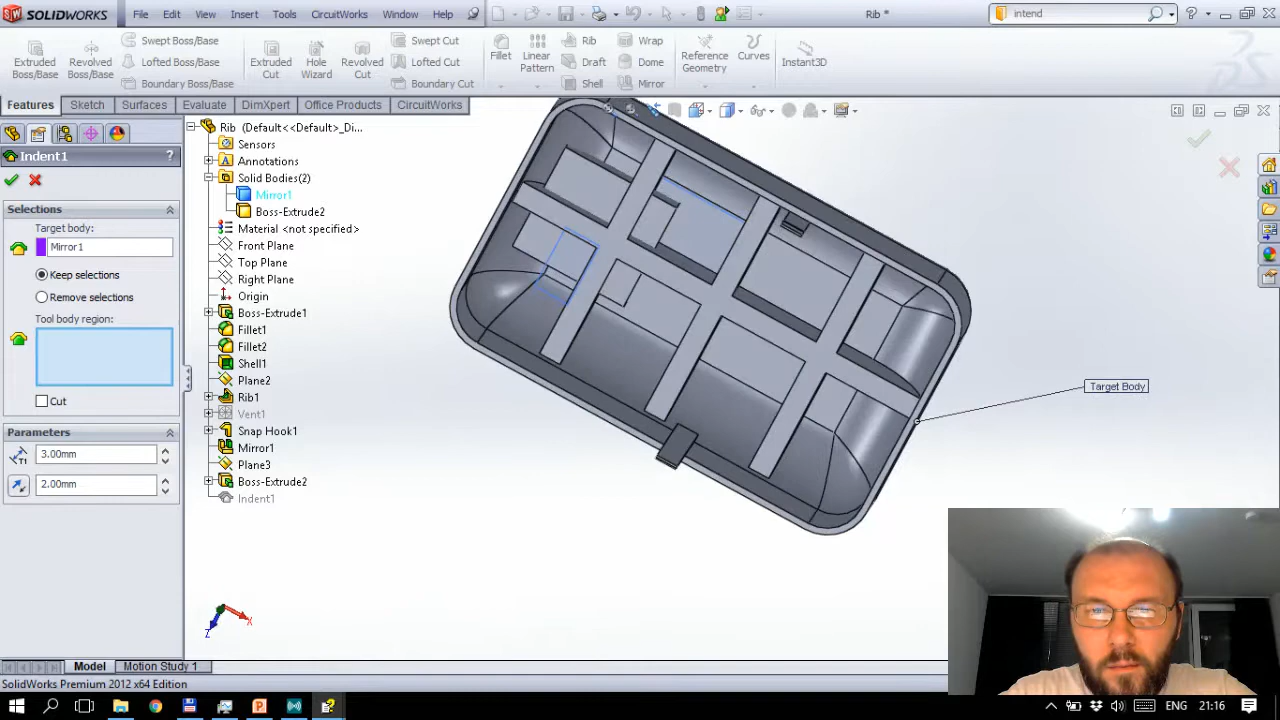 SOLIDWORKS
File Edit View Insert Tools CircuitWorks Window Help
Rib *
intend
Extruded Boss/Base
Revolved Boss/Base
Swept Boss/Base
Lofted Boss/Base
Boundary Boss/Base
Extruded Cut
Hole Wizard
Revolved Cut
Swept Cut
Lofted Cut
Boundary Cut
Fillet
Linear Pattern
Rib
Draft
Shell
Wrap
Dome
Mirror
Reference Geometry
Curves
Instant3D
Features Sketch Surfaces Evaluate DimXpert Office Products CircuitWorks
Indent1
?
Selections
Target body:
Mirror1
Keep selections
Remove selections
Tool body region:
Cut
Parameters
3.00mm
2.00mm
Rib (Default<<Default>_Di...
Sensors
Annotations
Solid Bodies(2)
Mirror1
Boss-Extrude2
Material <not specified>
Front Plane
Top Plane
Right Plane
Origin
Boss-Extrude1
Fillet1
Fillet2
Shell1
Plane2
Rib1
Vent1
Snap Hook1
Mirror1
Plane3
Boss-Extrude2
Indent1
Target Body
X
Z
Model Motion Study 1
SolidWorks Premium 2012 x64 Edition
ENG 21:16